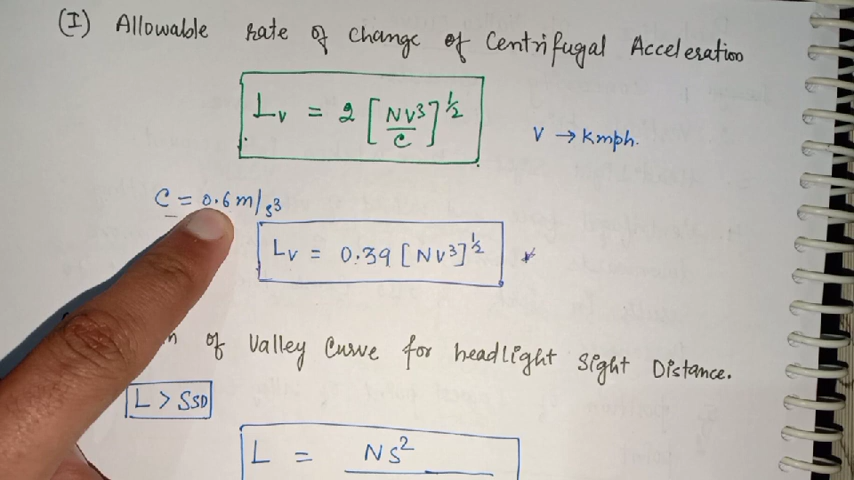 (I) Allowable rate of change of Centrifugal Acceleration
Lv = 2 [NV³/C]^½
V → Kmph.
C = 0.6 m/s³
Lv = 0.39 [NV³]^½
of Valley Curve for headlight Sight Distance.
L > SSD
L = NS²